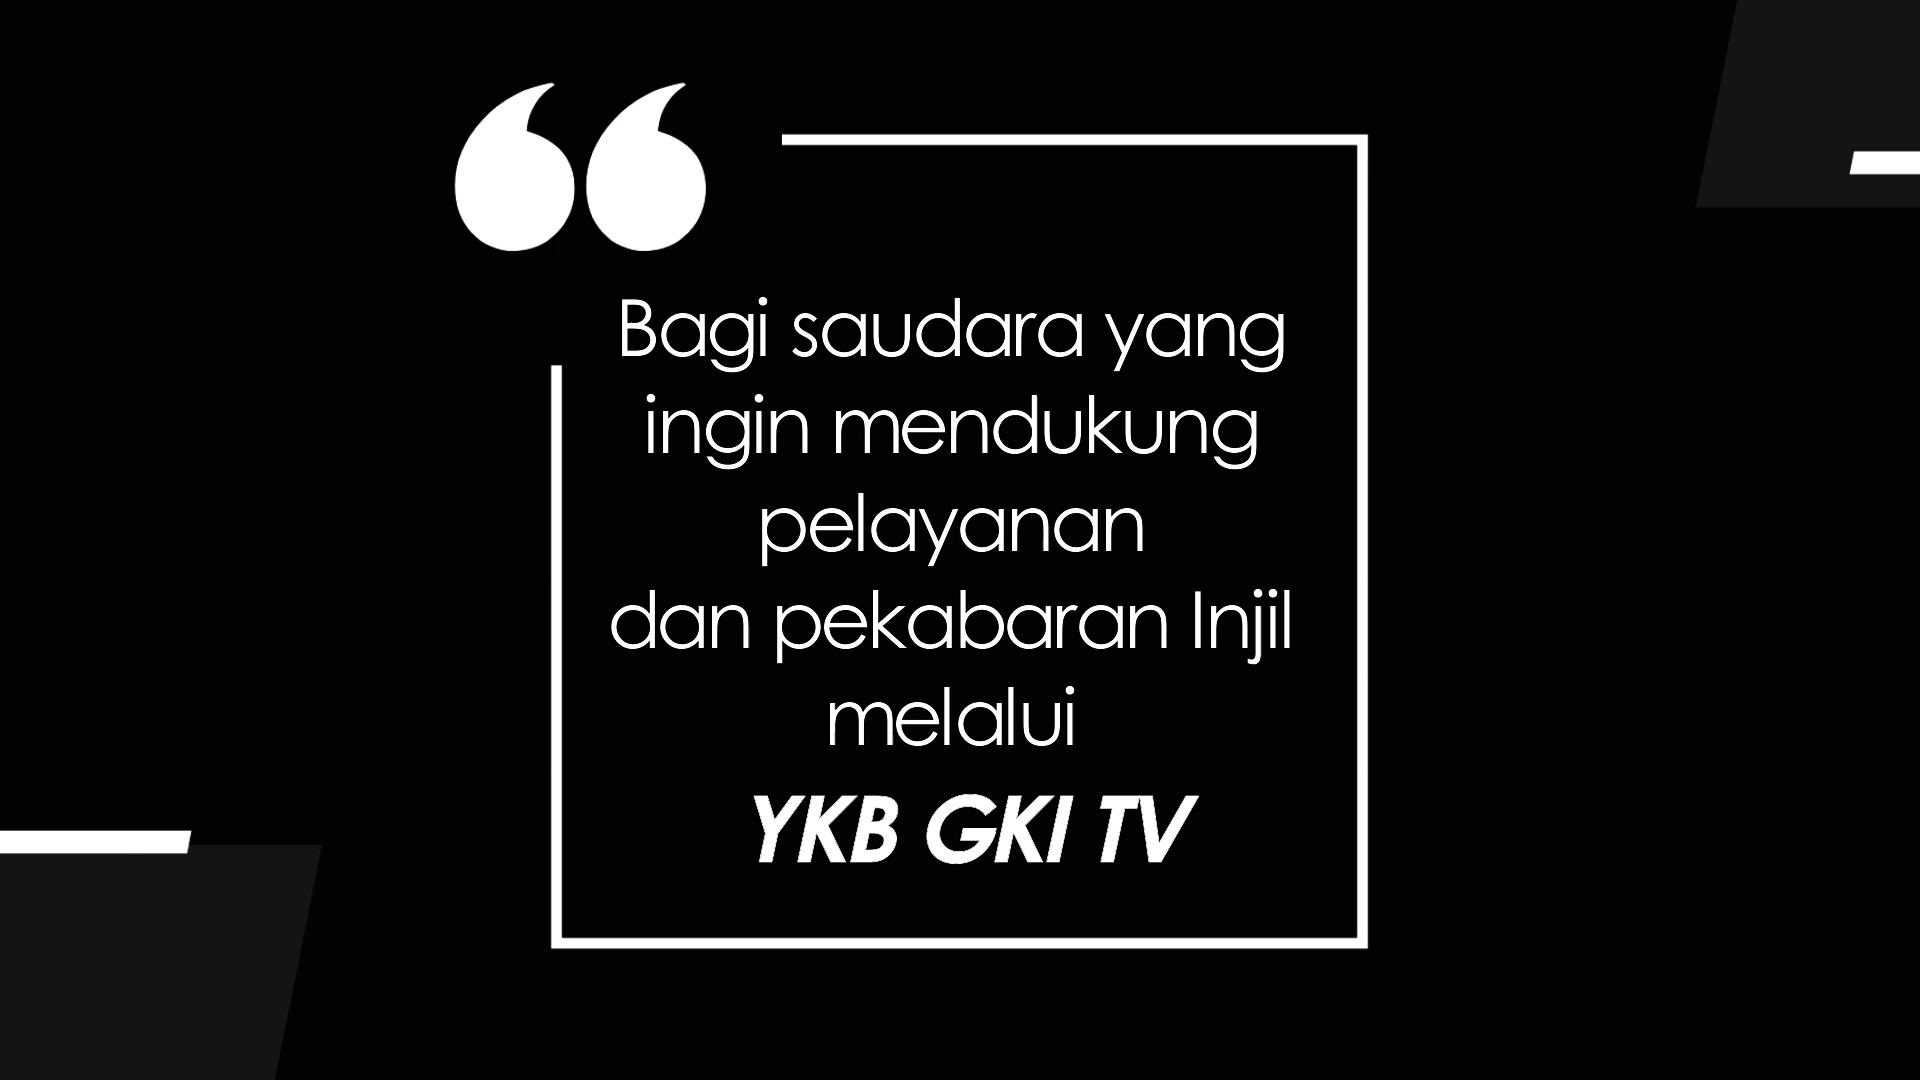 Bagi saudara yang
ingin mendukung
pelayanan
dan pekabaran Injil
melalui
YKB GKI TV